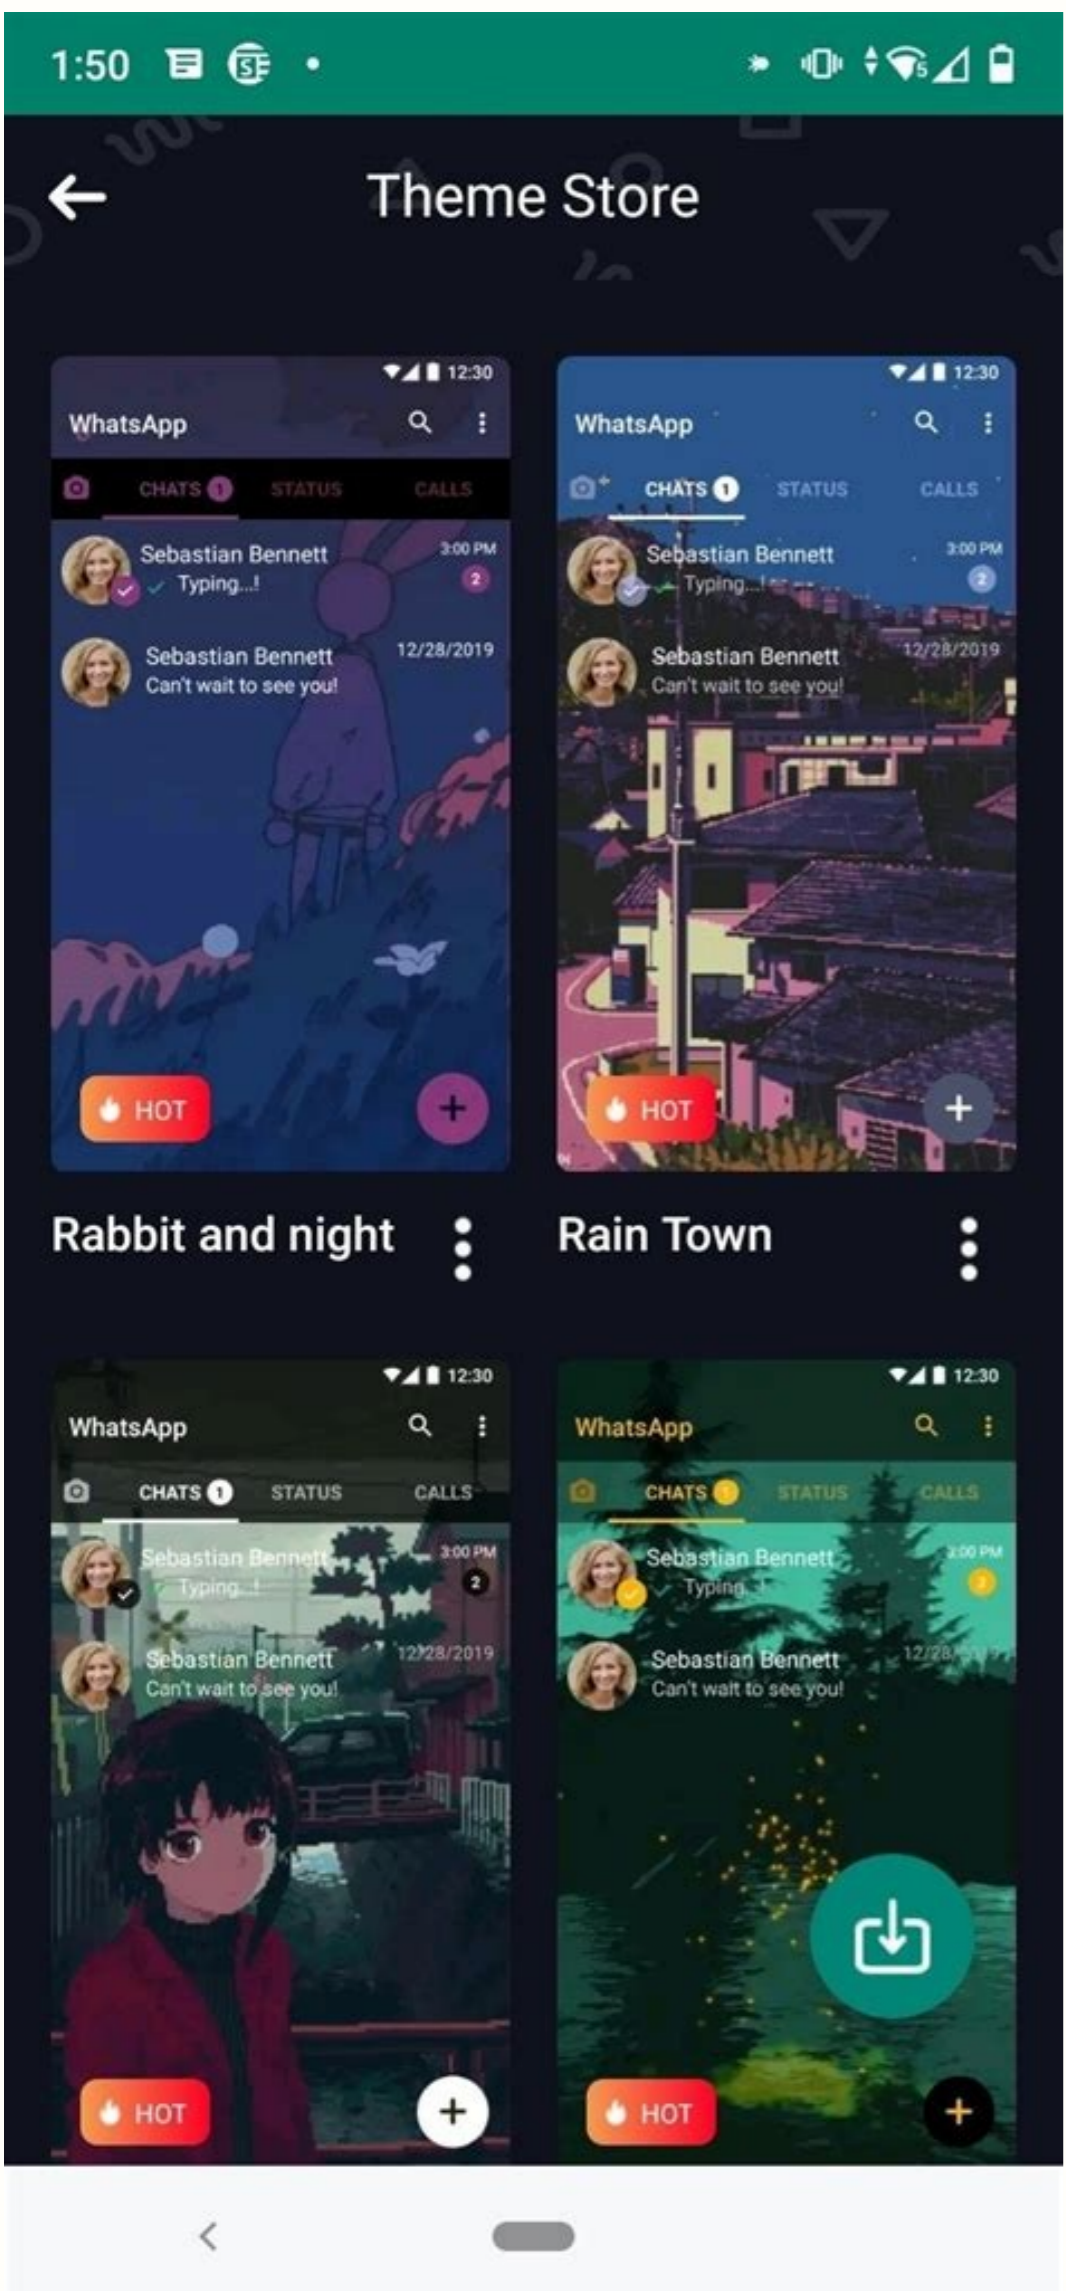 1:50
5
Theme Store
12:30
WhatsApp
CHATS 1 STATUS CALLS
Sebastian Bennett 3:00 PM
Typing...! 2
Sebastian Bennett 12/28/2019
Can't wait to see you!
HOT
Rabbit and night
12:30
WhatsApp
CHATS 1 STATUS CALLS
Sebastian Bennett 3:00 PM
Typing...! 2
Sebastian Bennett 12/28/2019
Can't wait to see you!
HOT
Rain Town
12:30
WhatsApp
CHATS 1 STATUS CALLS
Sebastian Bennett 3:00 PM
Typing...! 2
Sebastian Bennett 12/28/2019
Can't wait to see you!
HOT
12:30
WhatsApp
CHATS STATUS CALLS
Sebastian Bennett 3:00 PM
Typing...! 2
Sebastian Bennett 12/28/2019
Can't wait to see you!
HOT